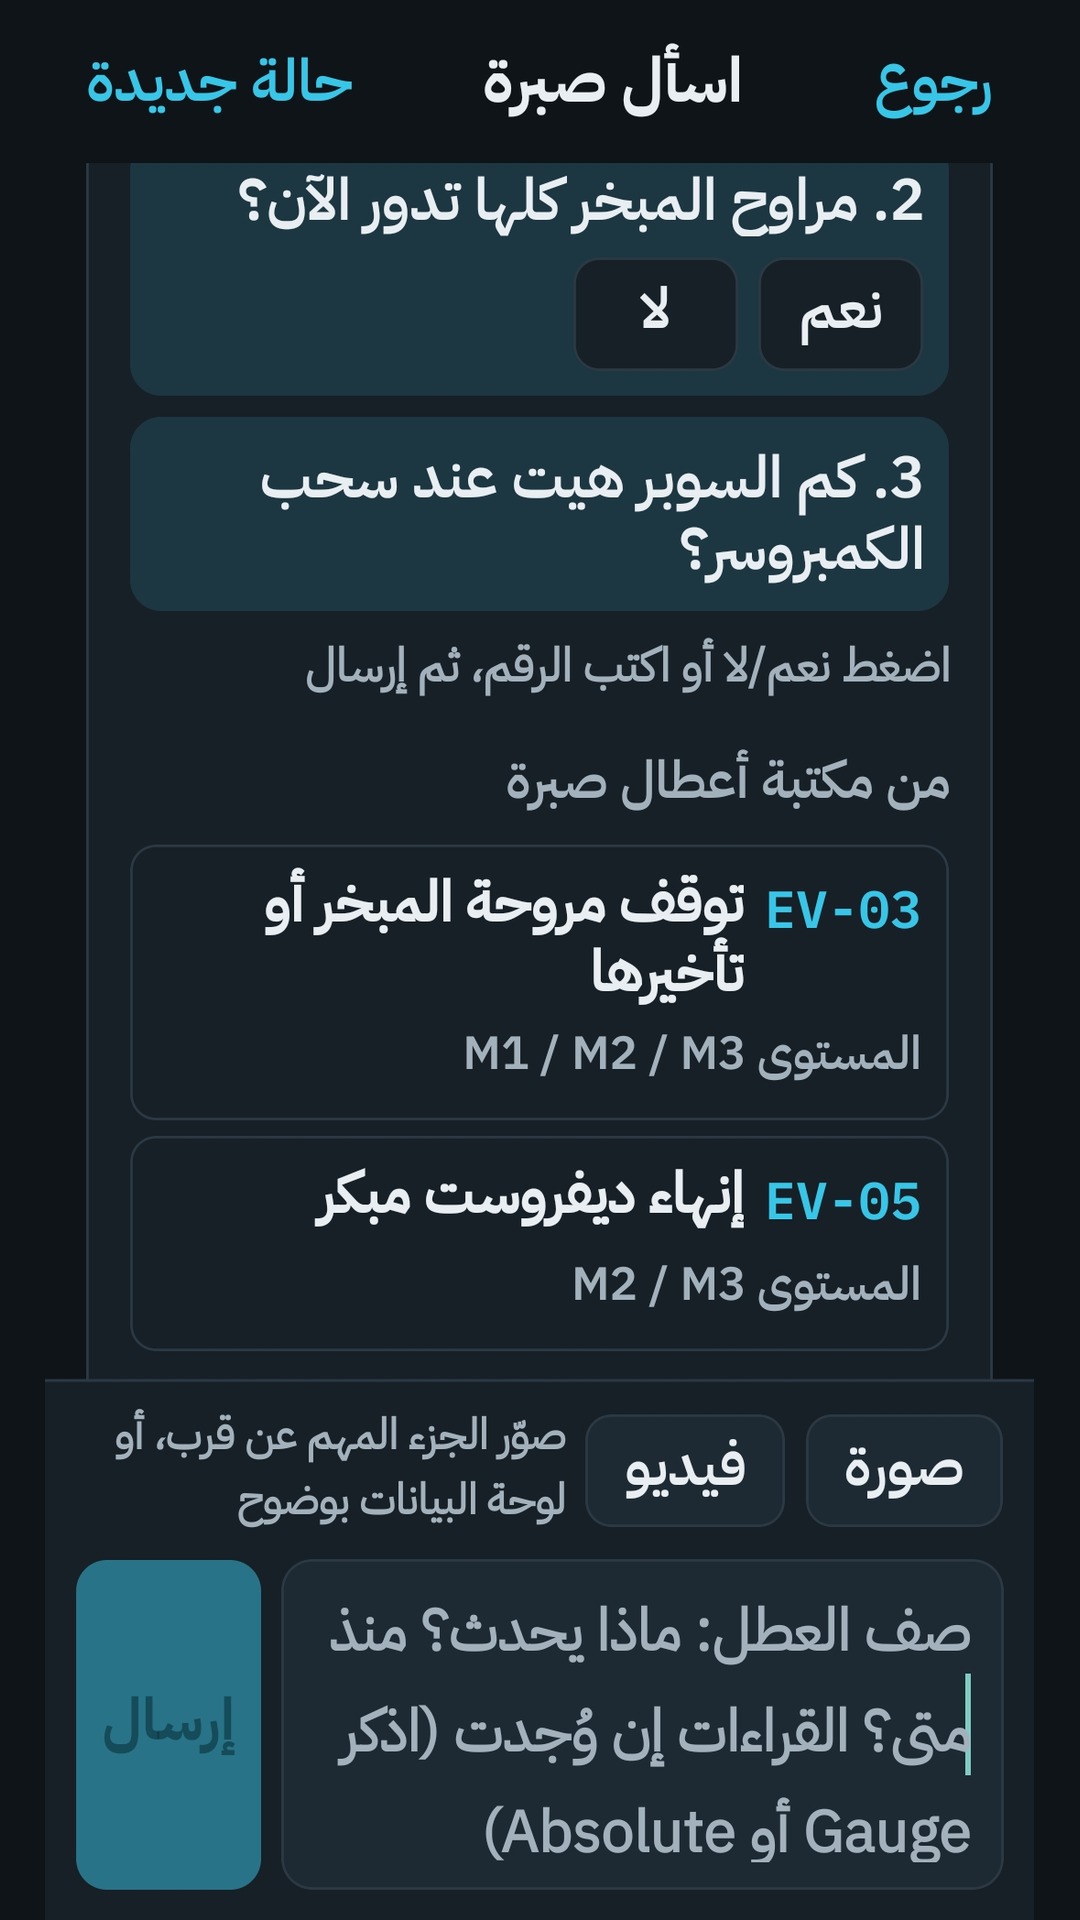 رجوع
اسأل صبرة
حالة جديدة
2. مراوح المبخر كلها تدور الآن؟
نعم
لا
3. كم السوبر هيت عند سحب
الكمبروسر؟
اضغط نعم/لا أو اكتب الرقم، ثم إرسال
من مكتبة أعطال صبرة
EV-03 توقف مروحة المبخر أو
تأخيرها
المستوى M1 / M2 / M3
EV-05 إنهاء ديفروست مبكر
المستوى M2 / M3
صورة
فيديو
صوّر الجزء المهم عن قرب، أو
لوحة البيانات بوضوح
صف العطل: ماذا يحدث؟ منذ
متى؟ القراءات إن وُجدت (اذكر
Gauge أو Absolute)
إرسال